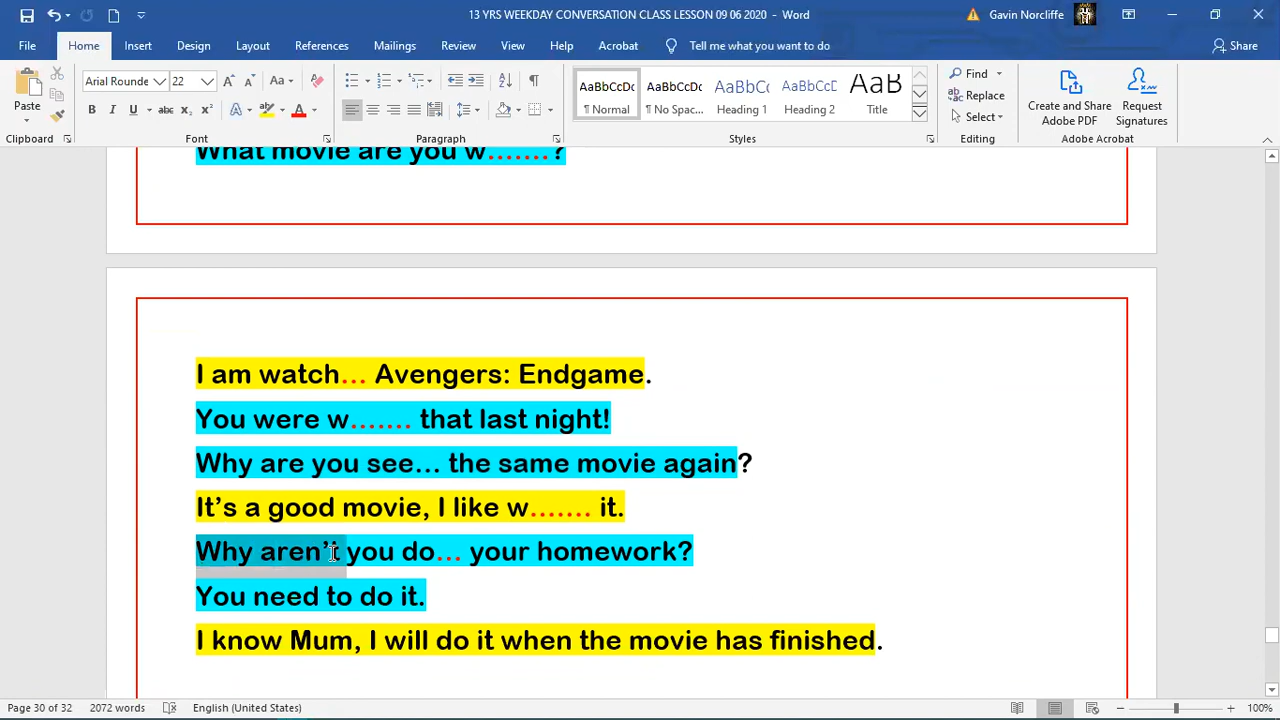 13 YRS WEEKDAY CONVERSATION CLASS LESSON 09 06 2020 - Word
Gavin Norcliffe
File Home Insert Design Layout References Mailings Review View Help Acrobat Tell me what you want to do Share
Paste
Arial Rounde 22
AaBbCcDc AaBbCcDc AaBbC( AaBbCcD AaB
¶ Normal ¶ No Spac... Heading 1 Heading 2 Title
Find
Replace
Select
Create and Share Adobe PDF
Request Signatures
Clipboard Font Paragraph Styles Editing Adobe Acrobat
What movie are you w.......?
I am watch... Avengers: Endgame.
You were w....... that last night!
Why are you see... the same movie again?
It's a good movie, I like w....... it.
Why aren't you do... your homework?
You need to do it.
I know Mum, I will do it when the movie has finished.
Page 30 of 32 2072 words English (United States) 100%